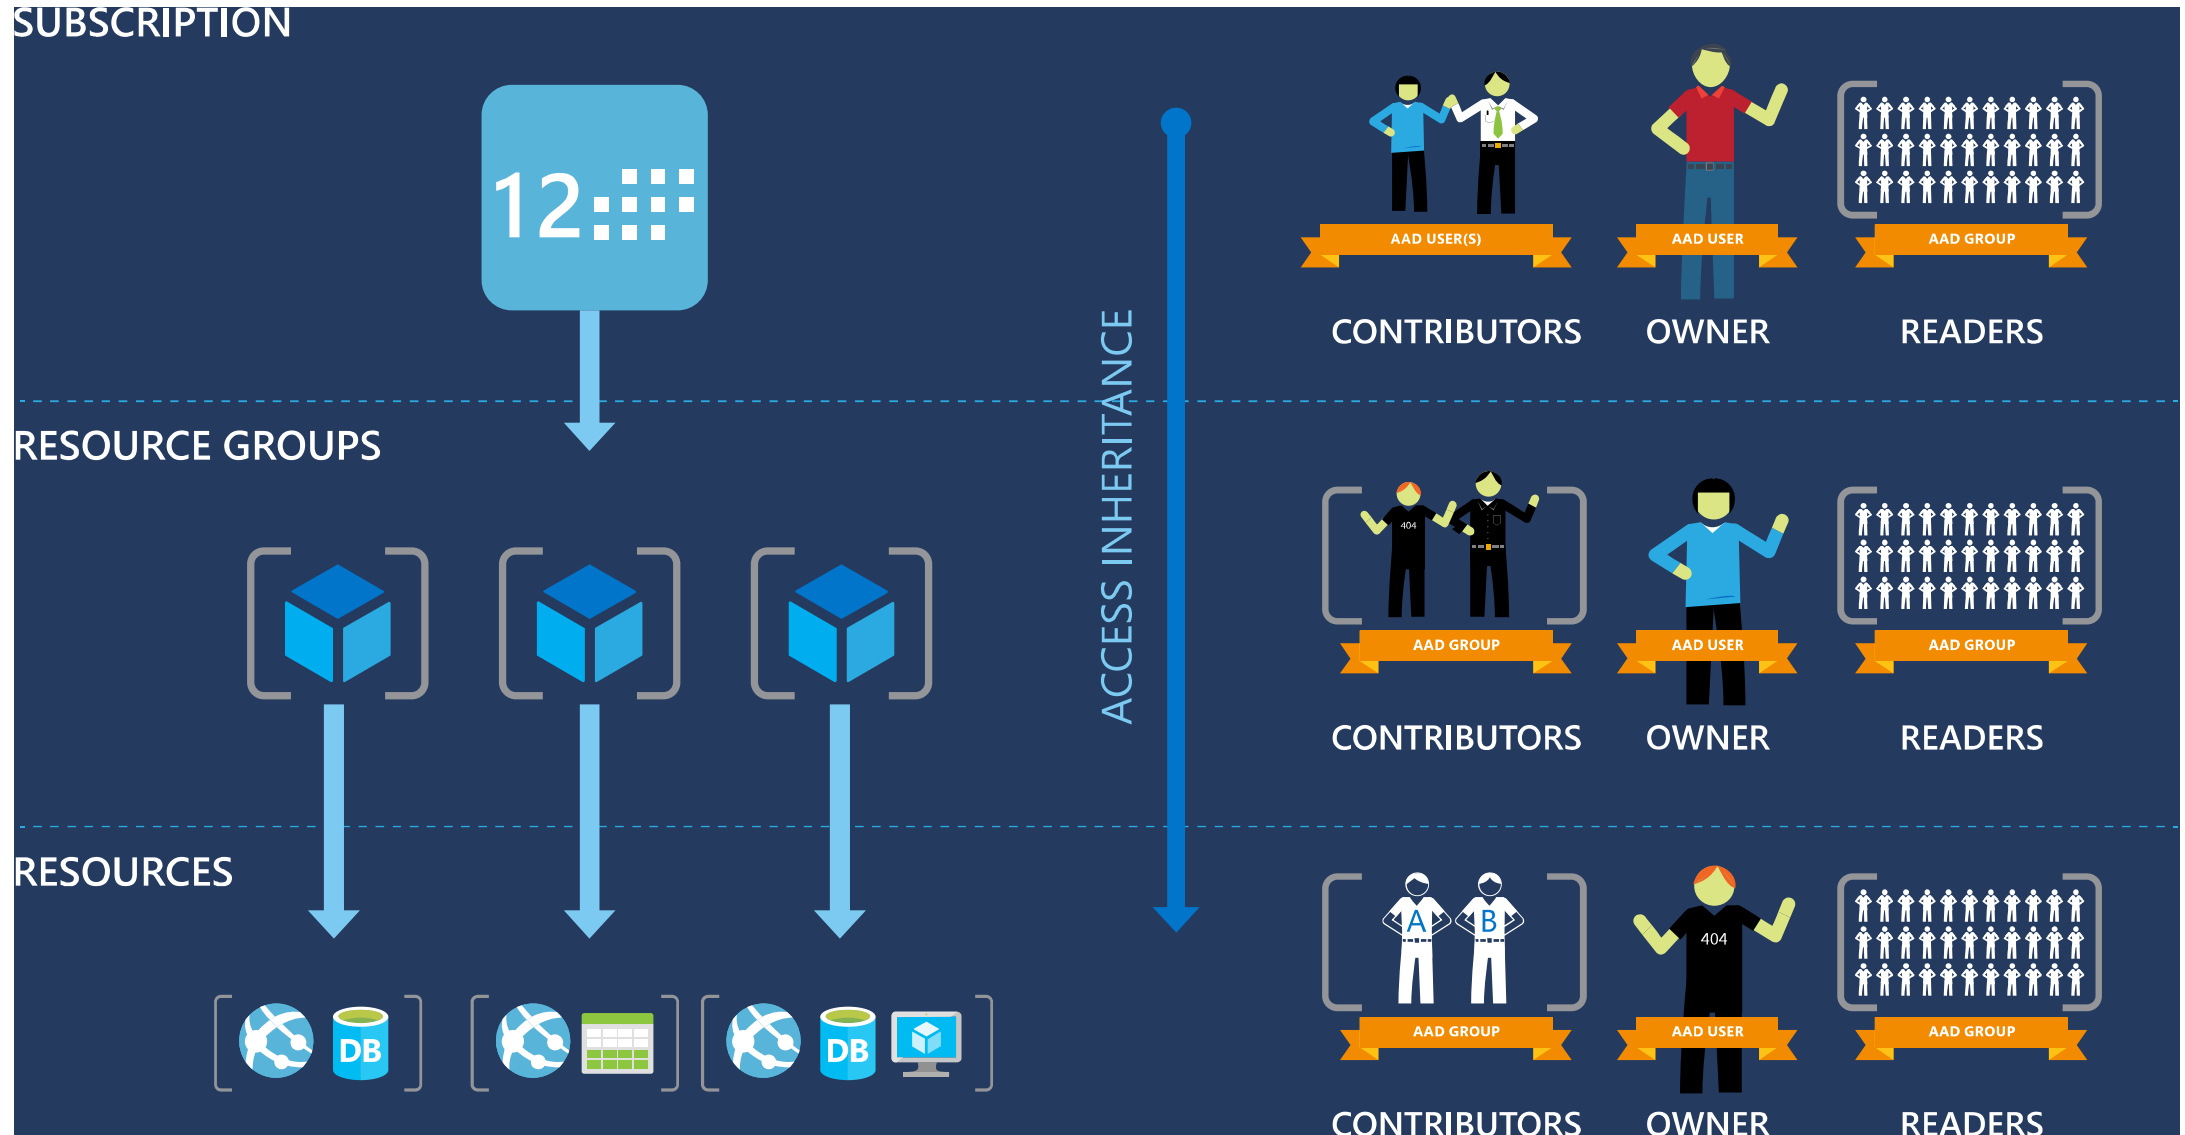 SUBSCRIPTION
12
AAD USER(S)
AAD USER
AAD GROUP
CONTRIBUTORS
OWNER
READERS
ACCESS INHERITANCE
RESOURCE GROUPS
404
AAD GROUP
AAD USER
AAD GROUP
CONTRIBUTORS
OWNER
READERS
RESOURCES
A
B
404
DB
DB
AAD GROUP
AAD USER
AAD GROUP
CONTRIBUTORS
OWNER
READERS